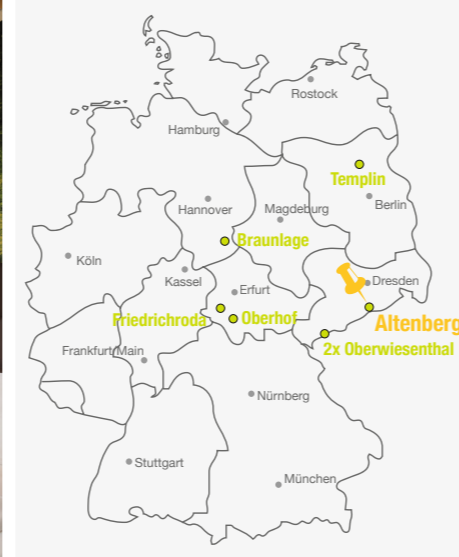 Rostock
Hamburg
Templin
Hannover
Magdeburg
Berlin
Braunlage
Köln
Kassel
Erfurt
Dresden
Friedrichroda
Oberhof
Altenberg
Frankfurt/Main
2x Oberwiesenthal
Nürnberg
Stuttgart
München